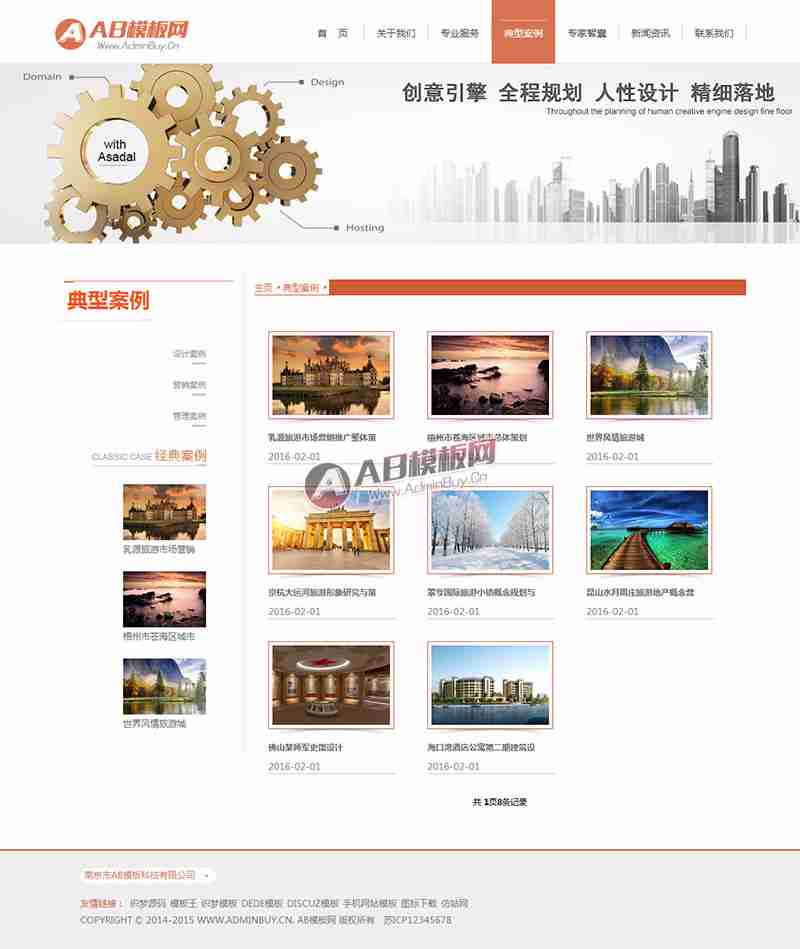 AB模板网
Www.AdminBuy.Cn
首 页 关于我们 专业服务 典型案例 专家智囊 新闻资讯 联系我们
Domain
Design
with
Asadal
Hosting
创意引擎 全程规划 人性设计 精细落地
Throughout the planning of human creative engine design fine floor
典型案例
设计案例
营销案例
管理案例
CLASSIC CASE 经典案例
乳源旅游市场营销
梧州市苍海区城市
世界风情旅游城
主页 • 典型案例 •
乳源旅游市场营销推广整体策
2016-02-01
梧州市苍海区城市总体策划
2016-02-01
世界风情旅游城
2016-02-01
AB模板网
Www.AdminBuy.Cn
京杭大运河旅游形象研究与策
2016-02-01
翠亨国际旅游小镇概念规划与
2016-02-01
昆山水月周庄旅游地产概念营
2016-02-01
佛山某将军史馆设计
2016-02-01
海口湾酒店公寓第二期建筑设
2016-02-01
共 1页8条记录
南京市AB模板科技有限公司
友情链接： 织梦源码 模板王 织梦模板 DEDE模板 DISCUZ模板 手机网站模板 图标下载 仿站网
COPYRIGHT © 2014-2015 WWW.ADMINBUY.CN. AB模板网 版权所有 苏ICP12345678